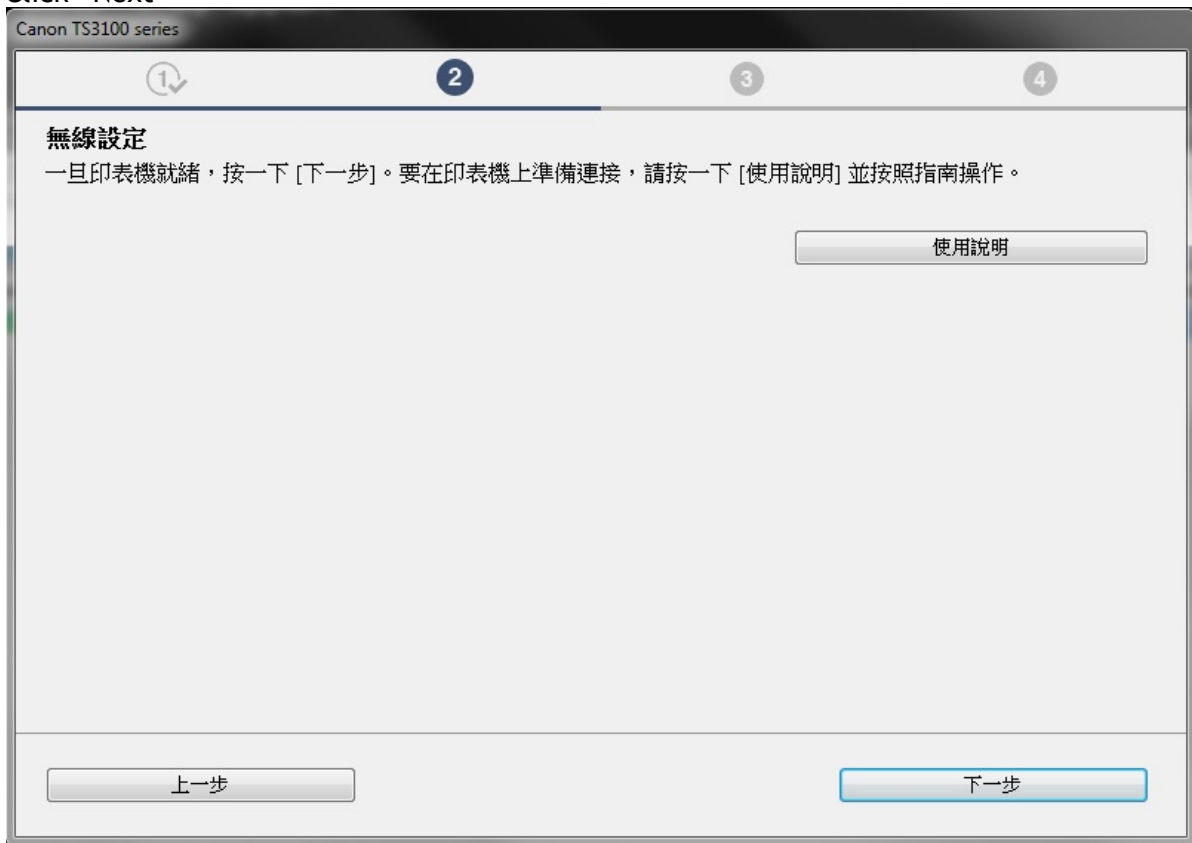 Click "Next"
Canon TS3100 series
1 2 3 4
無線設定
一旦印表機就緒，按一下 [下一步]。要在印表機上準備連接，請按一下 [使用說明] 並按照指南操作。
使用說明
上一步 下一步